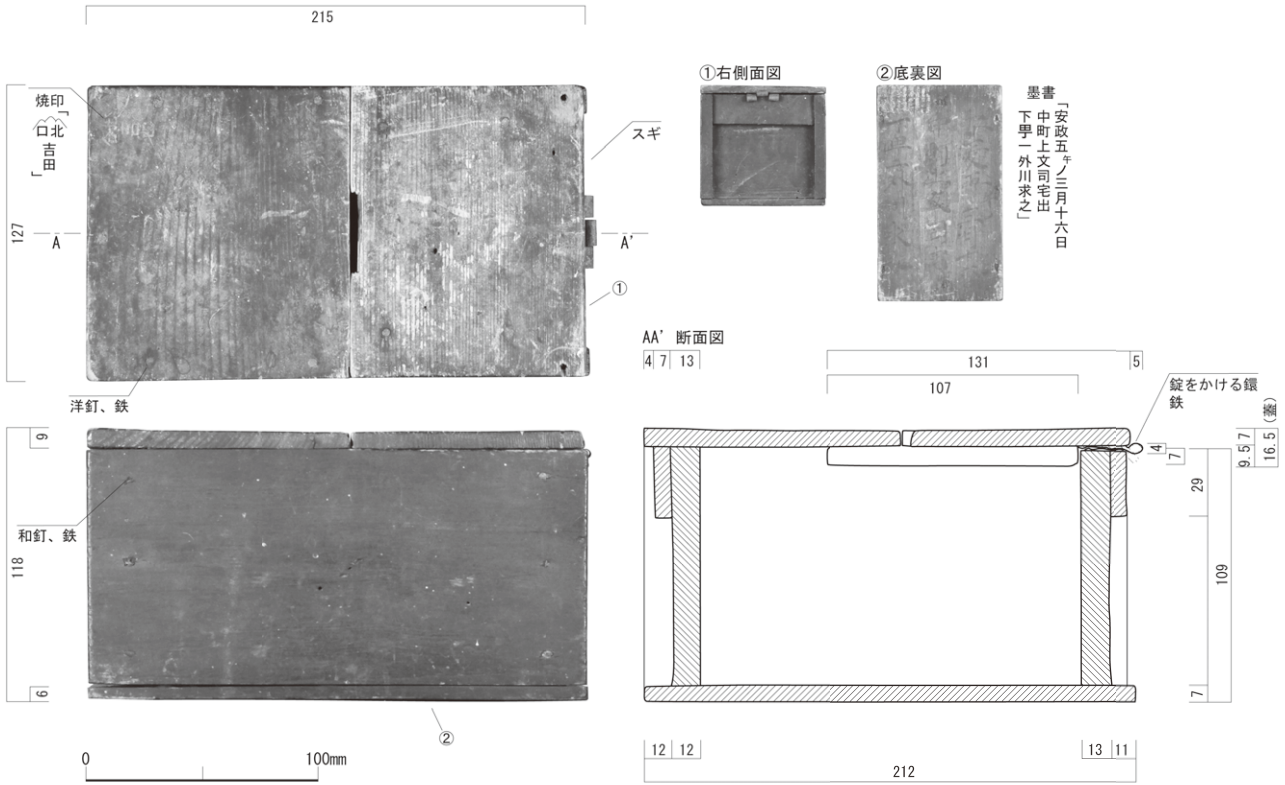 215
127
焼印
「北口
吉田
」
A
A'
スギ
①
洋釘、鉄
①右側面図
②底裏図
墨書
「安政五午ノ三月十六日
中町上文司宅出
下學一外川求之」
9
118
6
和釘、鉄
②
0
100mm
AA' 断面図
4
7
13
131
5
107
錠をかける鐶
鉄
4
7
9.5
7
16.5
(蓋)
29
109
7
12
12
13
11
212